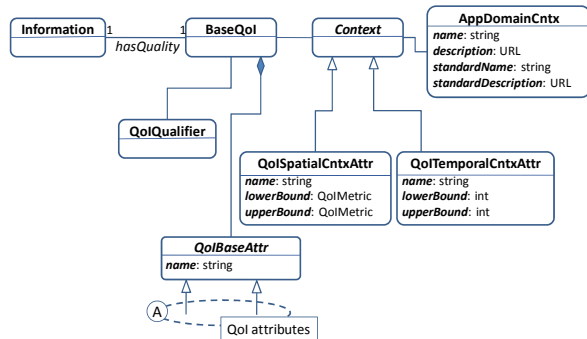 Information
1
1
hasQuality
BaseQoI
Context
AppDomainCntx
name: string
description: URL
standardName: string
standardDescription: URL
QoIQualifier
QoISpatialCntxAttr
name: string
lowerBound: QoIMetric
upperBound: QoIMetric
QoITemporalCntxAttr
name: string
lowerBound: int
upperBound: int
QoIBaseAttr
name: string
A
QoI attributes